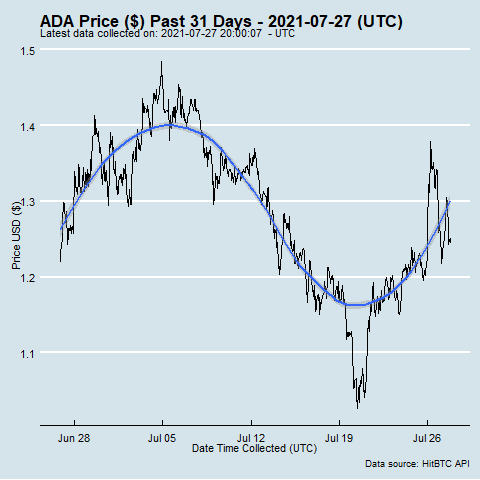 ADA Price ($) Past 31 Days - 2021-07-27 (UTC)
Latest data collected on: 2021-07-27 20:00:07 - UTC
1.5
1.4
1.3
1.2
1.1
Price USD ($)
Jun 28 Jul 05 Jul 12 Jul 19 Jul 26
Date Time Collected (UTC)
Data source: HitBTC API